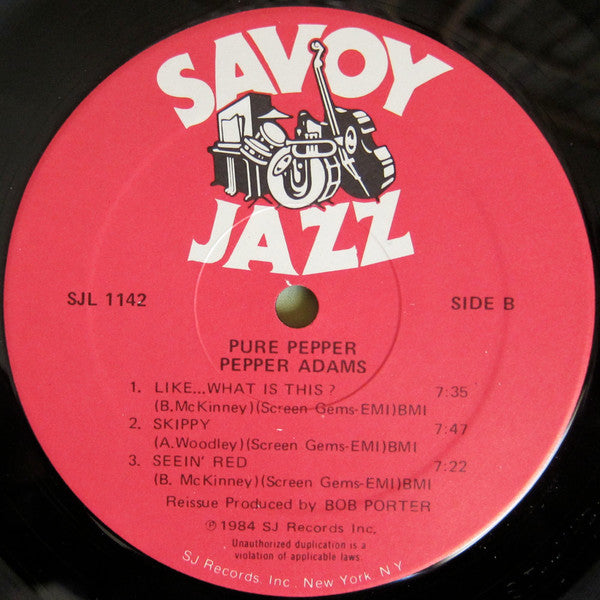 SAVOY
JAZZ
SJL 1142 SIDE B
PURE PEPPER
PEPPER ADAMS
1. LIKE...WHAT IS THIS? 7:35
(B.McKinney)(Screen Gems-EMI)BMI
2. SKIPPY 7:47
(A.Woodley)(Screen Gems-EMI)BMI
3. SEEIN' RED 7:22
(B. McKinney)(Screen Gems-EMI)BMI
Reissue Produced by BOB PORTER
℗1984 SJ Records Inc.
Unauthorized duplication is a
violation of applicable laws.
SJ Records, Inc. New York. N.Y